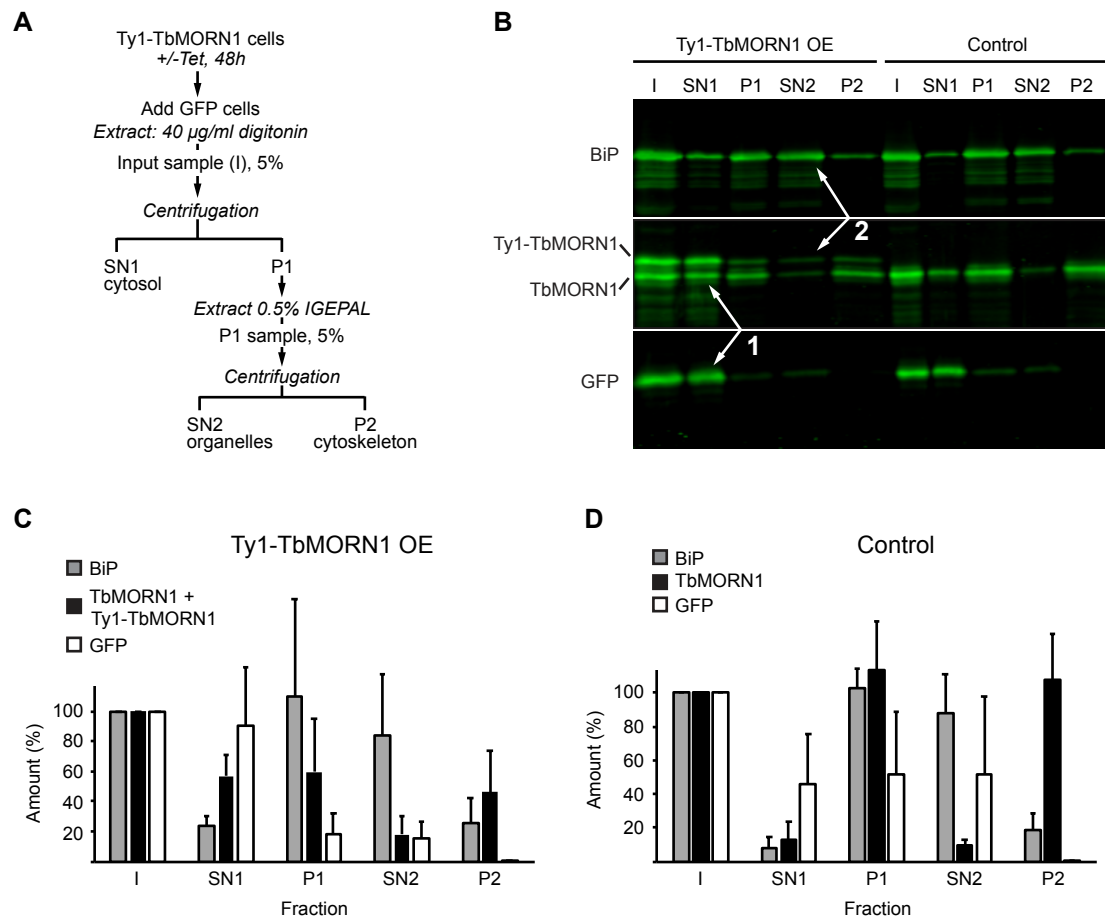 A
Ty1-TbMORN1 cells
+/-Tet, 48h
Add GFP cells
Extract: 40 µg/ml digitonin
Input sample (I), 5%
Centrifugation
SN1
cytosol
P1
Extract 0.5% IGEPAL
P1 sample, 5%
Centrifugation
SN2
organelles
P2
cytoskeleton
B
Ty1-TbMORN1 OE
Control
I SN1 P1 SN2 P2 I SN1 P1 SN2 P2
BiP
2
Ty1-TbMORN1
TbMORN1
1
GFP
C
Ty1-TbMORN1 OE
BiP
TbMORN1 +
Ty1-TbMORN1
GFP
Amount (%)
100
80
60
40
20
I SN1 P1 SN2 P2
Fraction
D
Control
BiP
TbMORN1
GFP
Amount (%)
100
80
60
40
20
I SN1 P1 SN2 P2
Fraction